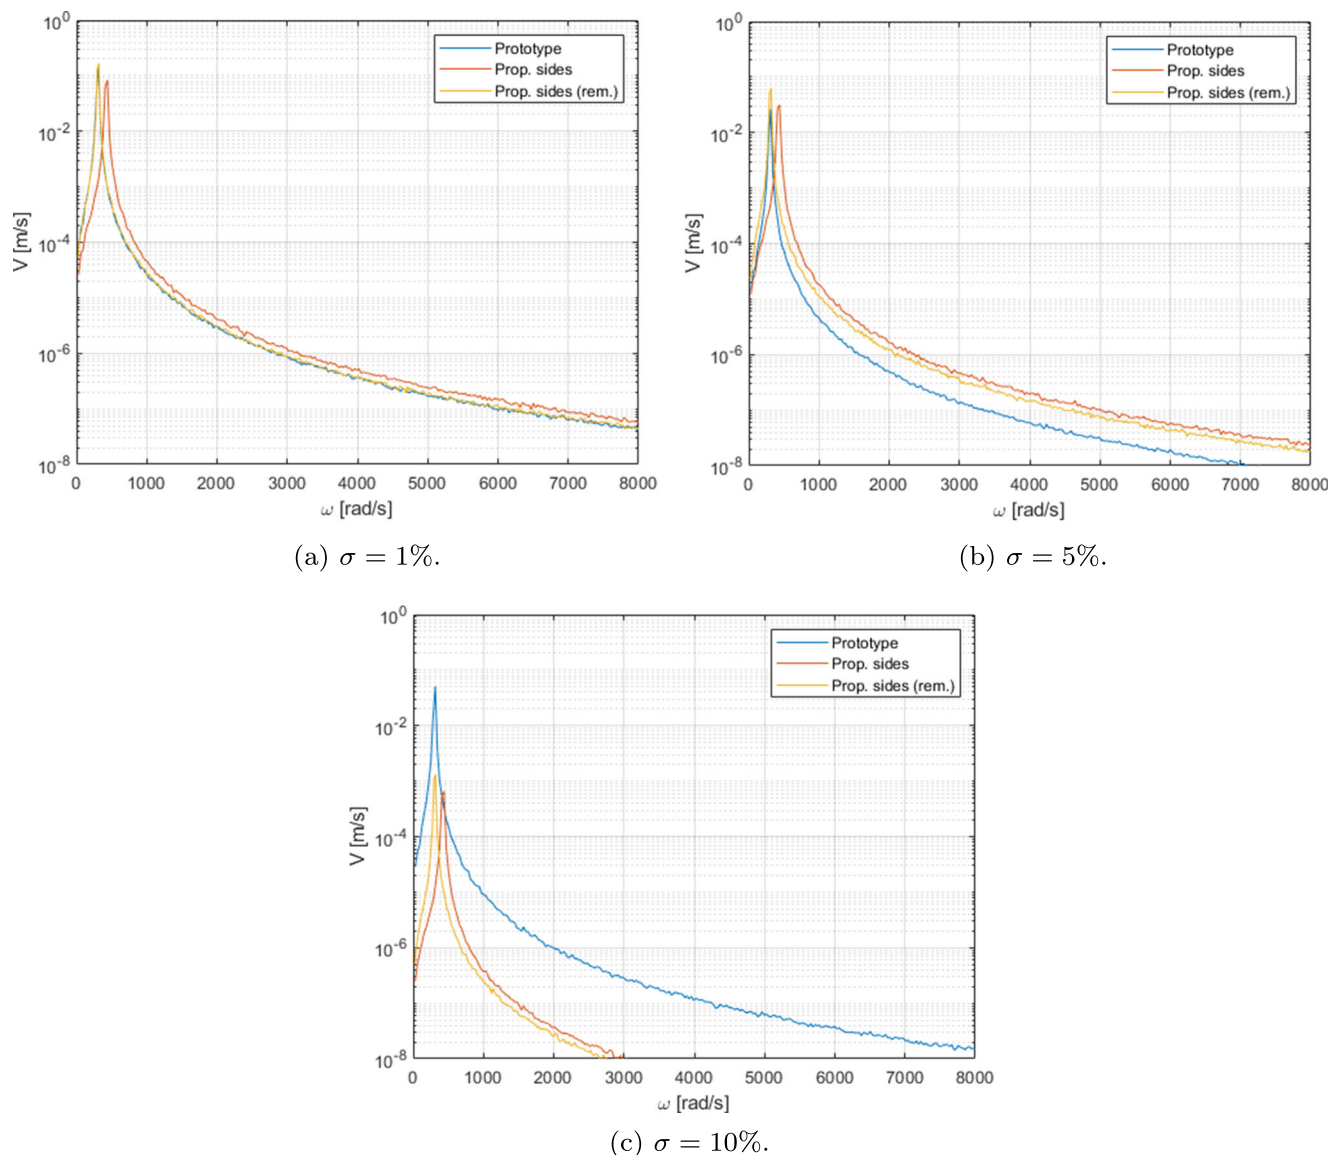 10^0
10^-2
10^-4
10^-6
10^-8
V [m/s]
0 1000 2000 3000 4000 5000 6000 7000 8000
ω [rad/s]
Prototype
Prop. sides
Prop. sides (rem.)
(a) σ = 1%.
10^0
10^-2
10^-4
10^-6
10^-8
V [m/s]
0 1000 2000 3000 4000 5000 6000 7000 8000
ω [rad/s]
Prototype
Prop. sides
Prop. sides (rem.)
(b) σ = 5%.
10^0
10^-2
10^-4
10^-6
10^-8
V [m/s]
0 1000 2000 3000 4000 5000 6000 7000 8000
ω [rad/s]
Prototype
Prop. sides
Prop. sides (rem.)
(c) σ = 10%.